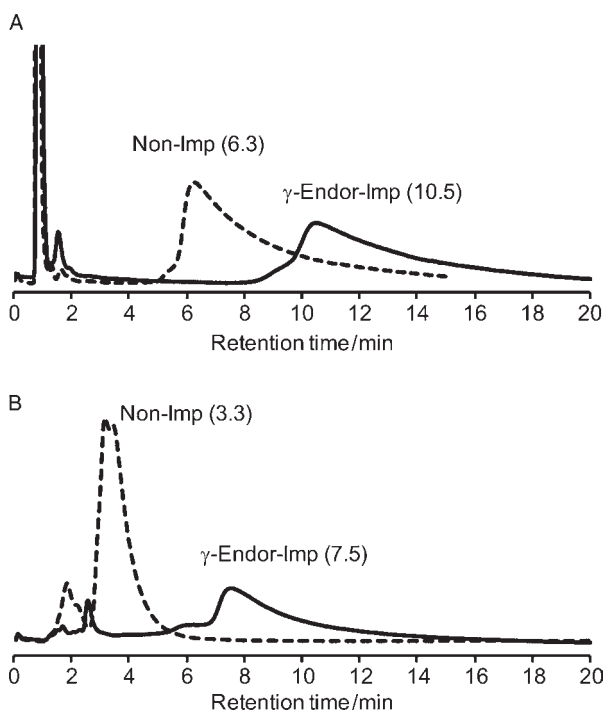 A
Non-Imp (6.3)
γ-Endor-Imp (10.5)
0 2 4 6 8 10 12 14 16 18 20
Retention time/min
B
Non-Imp (3.3)
γ-Endor-Imp (7.5)
0 2 4 6 8 10 12 14 16 18 20
Retention time/min